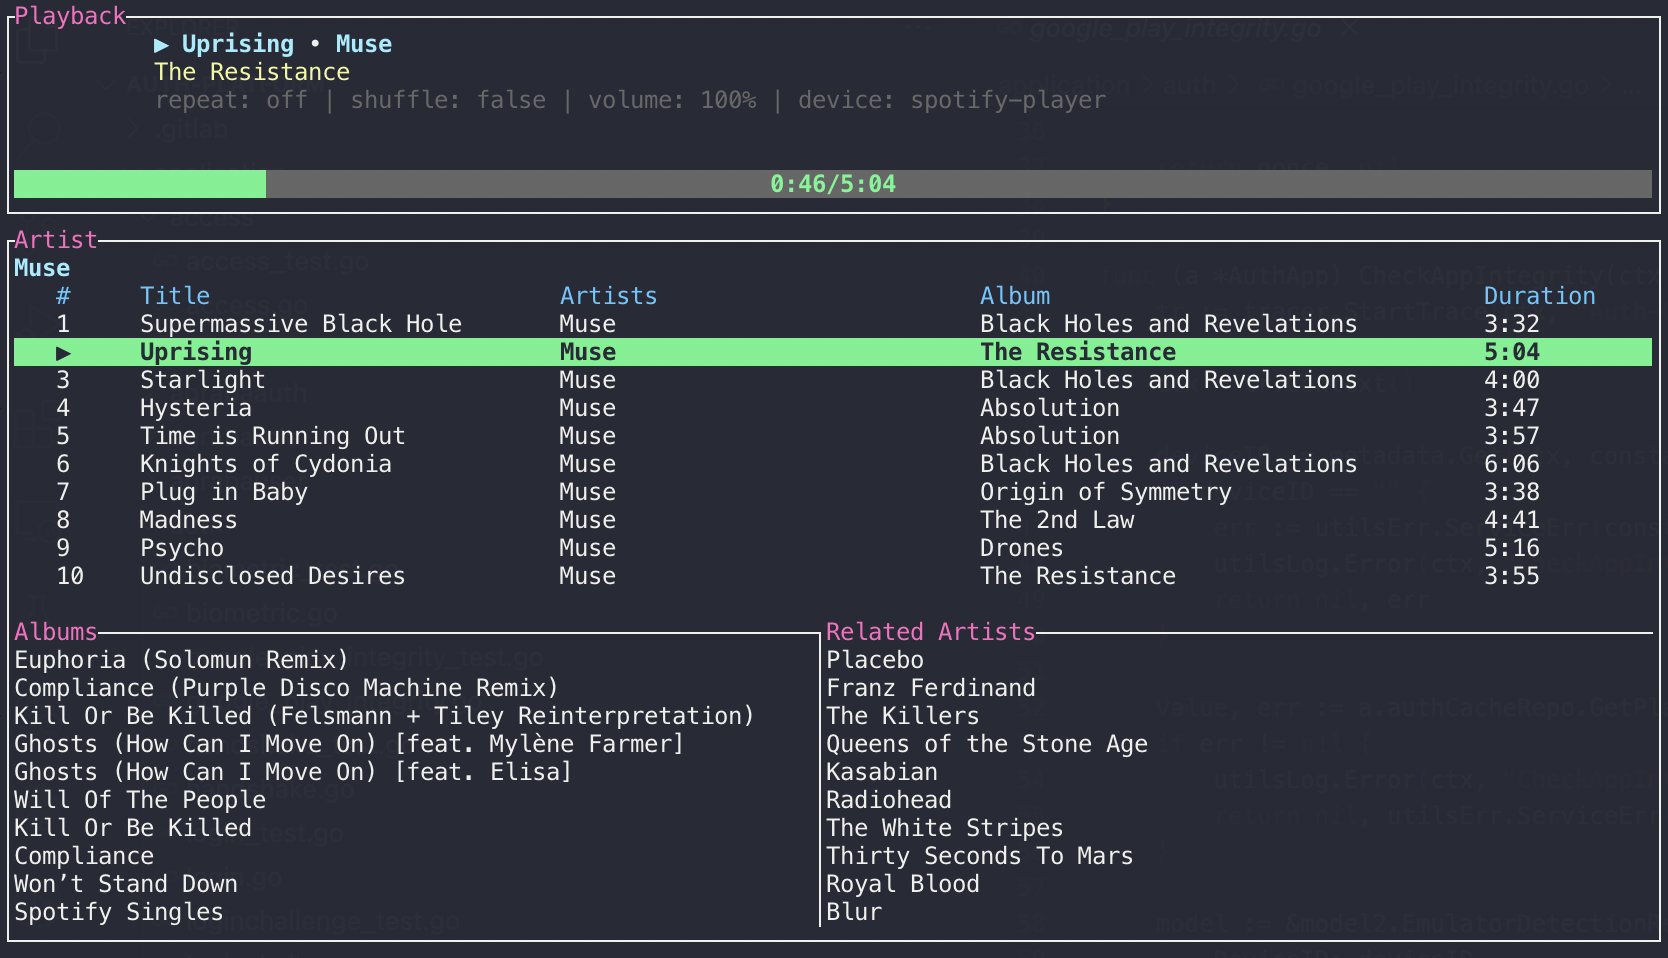 Playback
▶ Uprising • Muse
The Resistance
repeat: off | shuffle: false | volume: 100% | device: spotify-player
0:46/5:04
Artist
Muse
# Title Artists Album Duration
1 Supermassive Black Hole Muse Black Holes and Revelations 3:32
▶ Uprising Muse The Resistance 5:04
3 Starlight Muse Black Holes and Revelations 4:00
4 Hysteria Muse Absolution 3:47
5 Time is Running Out Muse Absolution 3:57
6 Knights of Cydonia Muse Black Holes and Revelations 6:06
7 Plug in Baby Muse Origin of Symmetry 3:38
8 Madness Muse The 2nd Law 4:41
9 Psycho Muse Drones 5:16
10 Undisclosed Desires Muse The Resistance 3:55
Albums
Euphoria (Solomun Remix)
Compliance (Purple Disco Machine Remix)
Kill Or Be Killed (Felsmann + Tiley Reinterpretation)
Ghosts (How Can I Move On) [feat. Mylène Farmer]
Ghosts (How Can I Move On) [feat. Elisa]
Will Of The People
Kill Or Be Killed
Compliance
Won’t Stand Down
Spotify Singles
Related Artists
Placebo
Franz Ferdinand
The Killers
Queens of the Stone Age
Kasabian
Radiohead
The White Stripes
Thirty Seconds To Mars
Royal Blood
Blur